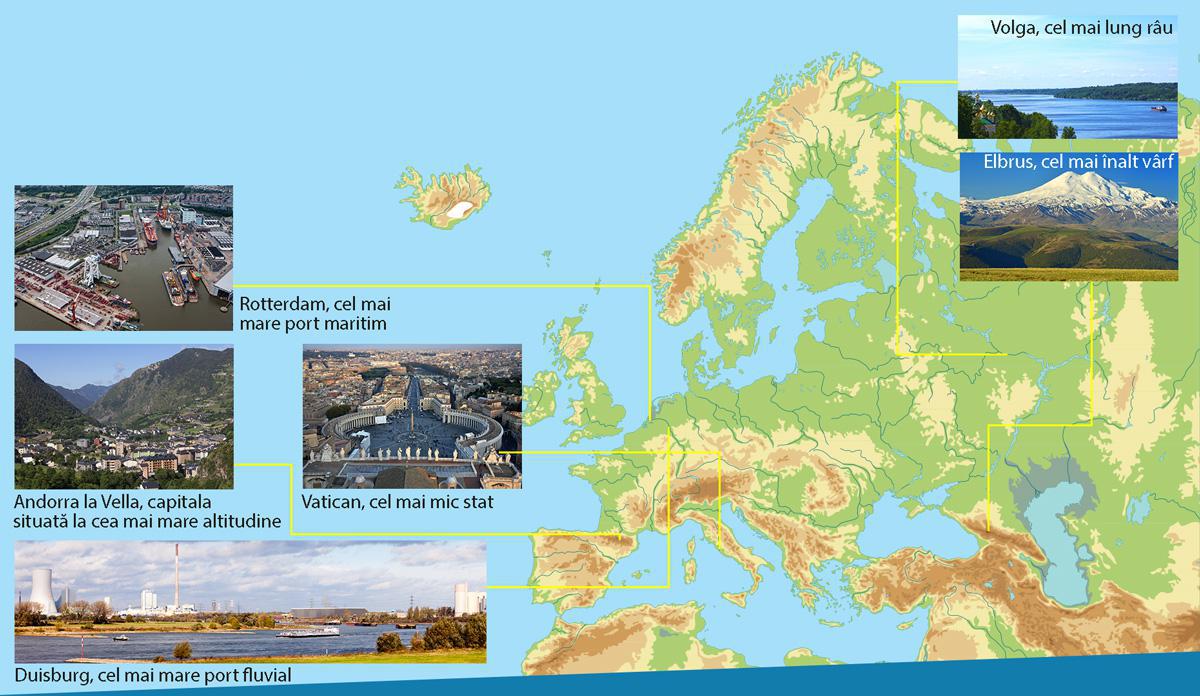 Volga, cel mai lung râu
Elbrus, cel mai înalt vârf
Rotterdam, cel mai
mare port maritim
Andorra la Vella, capitala
situată la cea mai mare altitudine
Vatican, cel mai mic stat
Duisburg, cel mai mare port fluvial